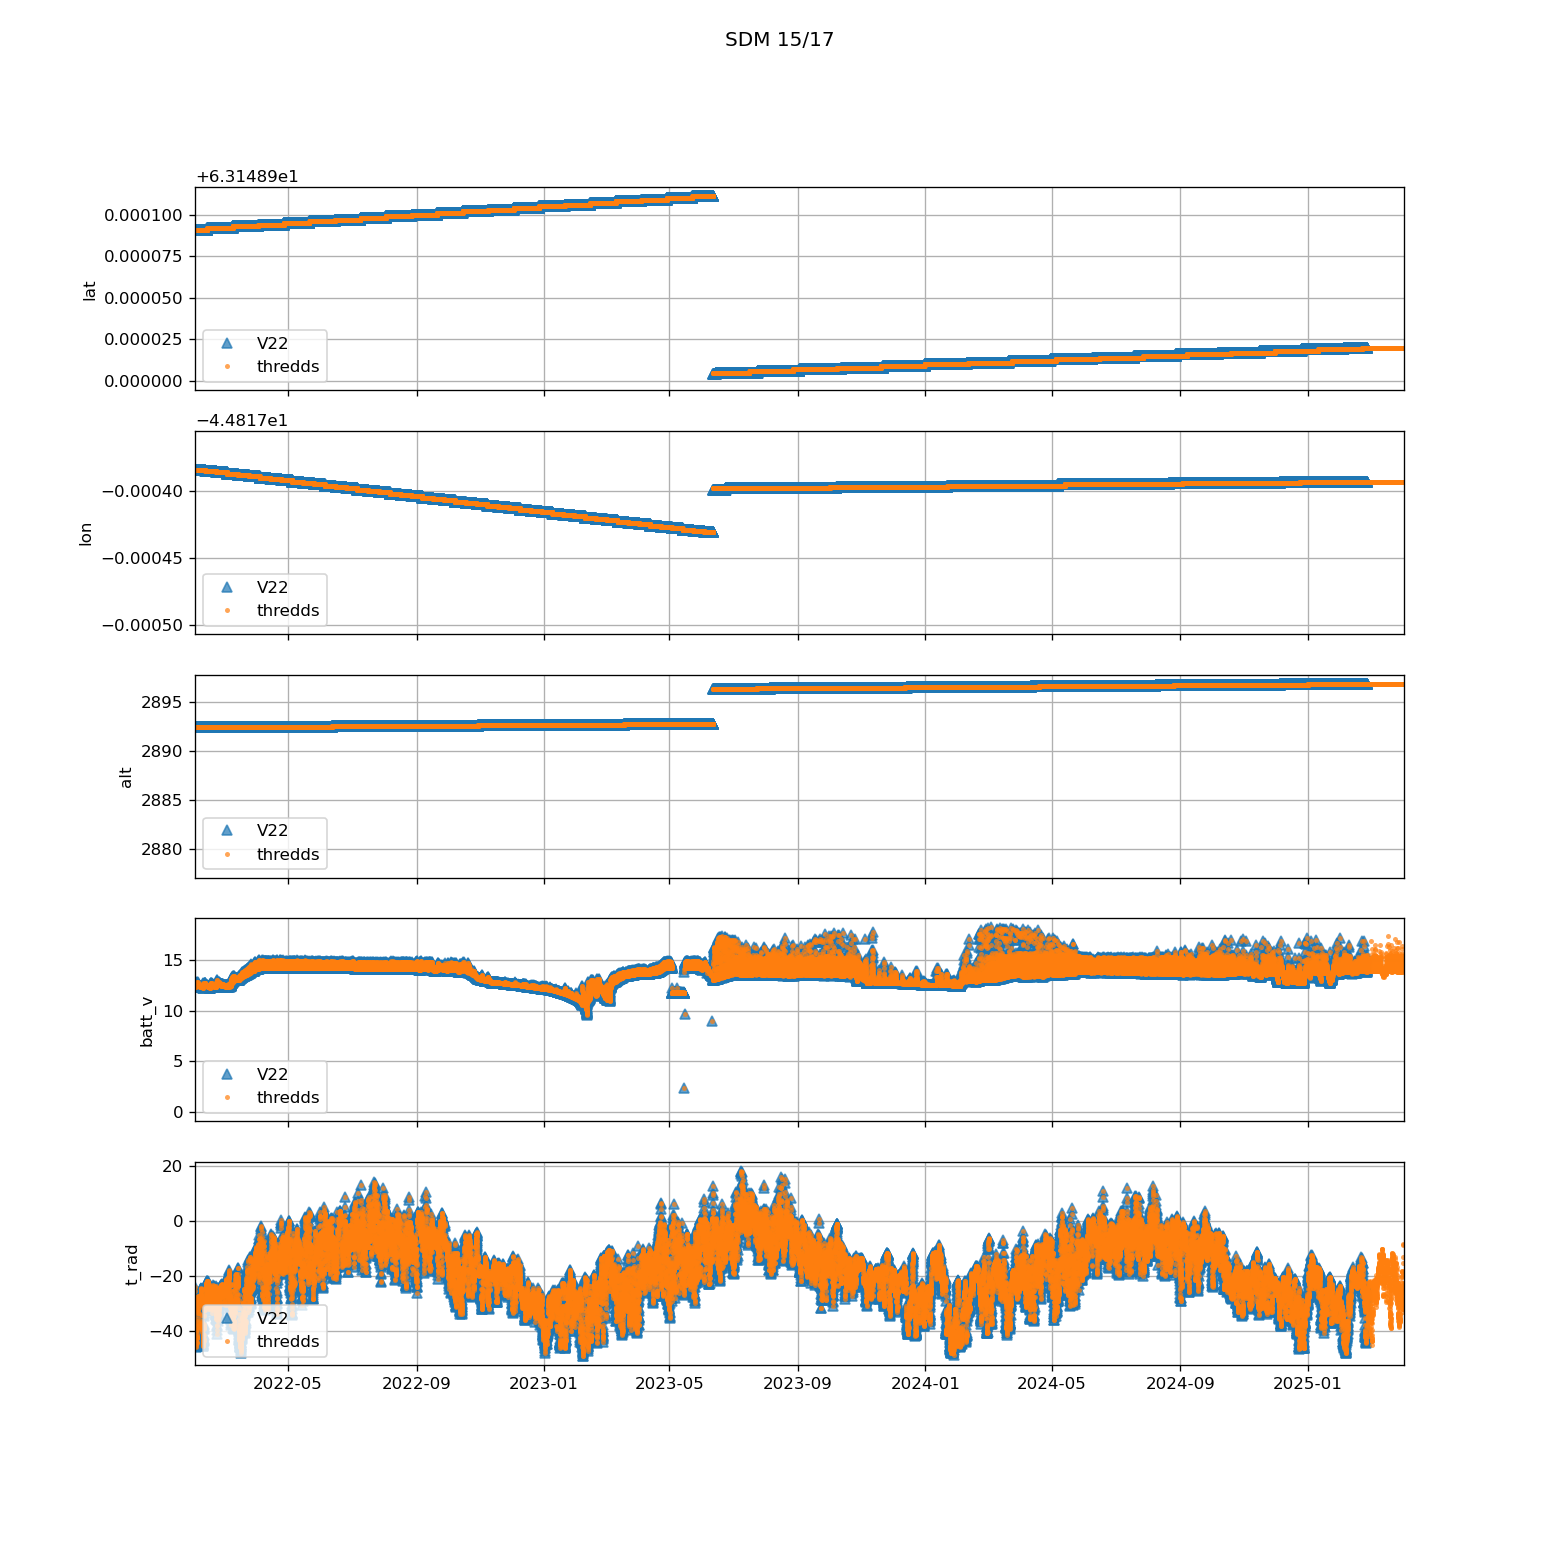 SDM 15/17
+6.31489e1
0.000100
0.000075
0.000050
0.000025
0.000000
lat
V22
thredds
−4.4817e1
−0.00040
−0.00045
−0.00050
lon
V22
thredds
2895
2890
2885
2880
alt
V22
thredds
15
10
5
0
batt_v
V22
thredds
20
0
−20
−40
t_rad
V22
thredds
2022-05 2022-09 2023-01 2023-05 2023-09 2024-01 2024-05 2024-09 2025-01